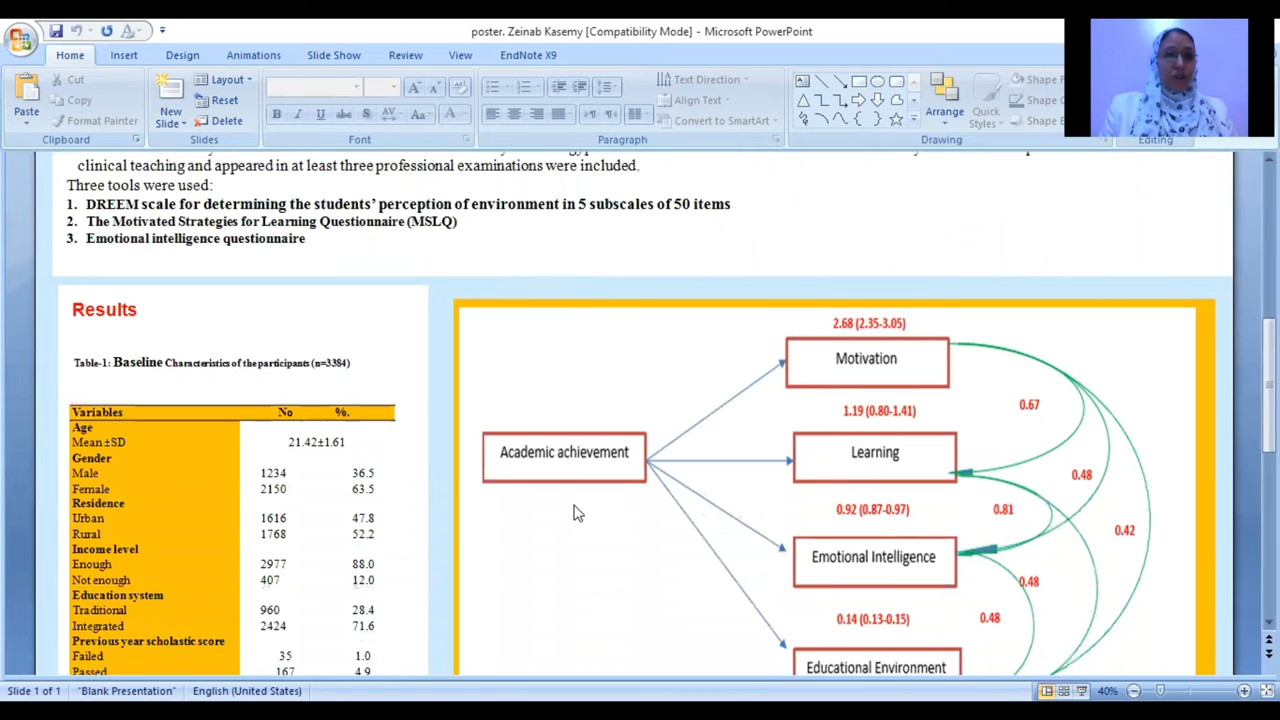 poster. Zeinab Kasemy [Compatibility Mode] - Microsoft PowerPoint
Home Insert Design Animations Slide Show Review View EndNote X9
Cut
Copy
Format Painter
Paste
Clipboard
New
Slide
Layout
Reset
Delete
Slides
B I U abc S AV Aa A
Font
Text Direction
Align Text
Convert to SmartArt
Paragraph
Arrange
Quick
Styles
Shape F
Shape O
Shape E
Drawing
Editing
clinical teaching and appeared in at least three professional examinations were included.
Three tools were used:
1. DREEM scale for determining the students' perception of environment in 5 subscales of 50 items
2. The Motivated Strategies for Learning Questionnaire (MSLQ)
3. Emotional intelligence questionnaire
Results
Table-1: Baseline Characteristics of the participants (n=3384)
Variables No %.
Age
Mean ±SD 21.42±1.61
Gender
Male 1234 36.5
Female 2150 63.5
Residence
Urban 1616 47.8
Rural 1768 52.2
Income level
Enough 2977 88.0
Not enough 407 12.0
Education system
Traditional 960 28.4
Integrated 2424 71.6
Previous year scholastic score
Failed 35 1.0
Passed 167 4.9
2.68 (2.35-3.05)
Motivation
0.67
1.19 (0.80-1.41)
Academic achievement
Learning
0.48
0.92 (0.87-0.97)
0.81
0.42
Emotional Intelligence
0.48
0.14 (0.13-0.15)
0.48
Educational Environment
Slide 1 of 1 "Blank Presentation" English (United States) 40%